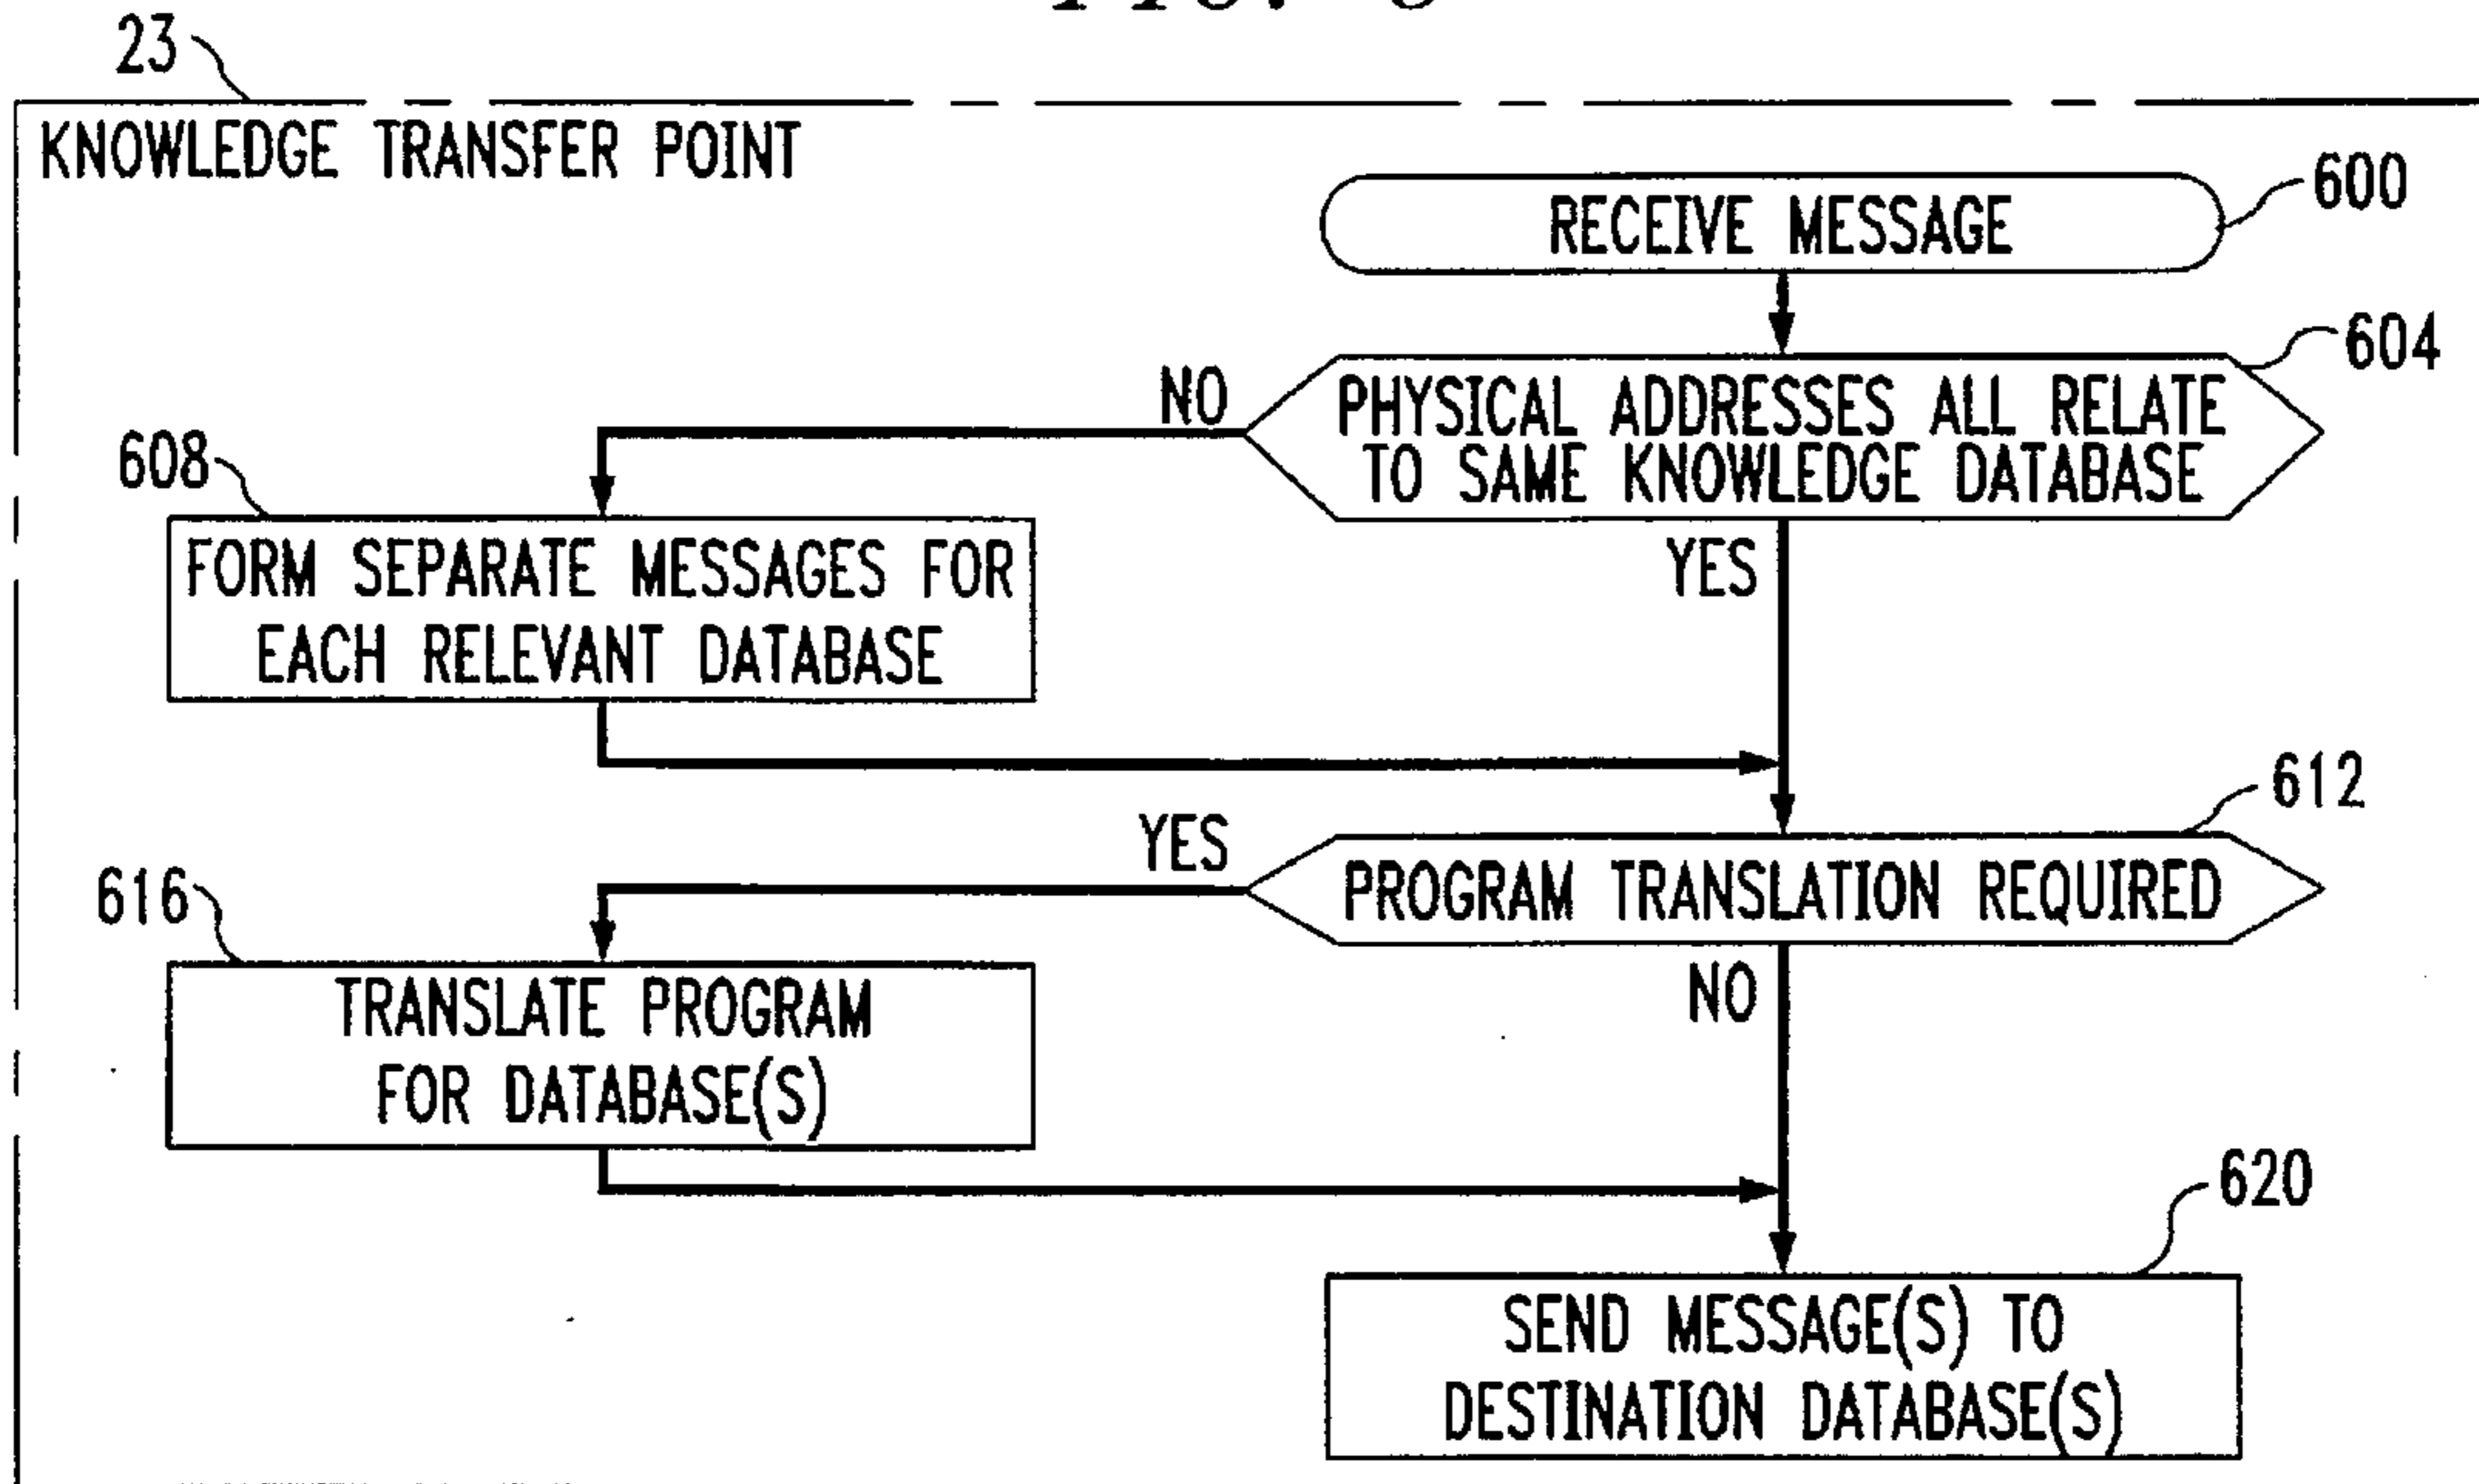 23
KNOWLEDGE TRANSFER POINT
RECEIVE MESSAGE
600
604
NO
PHYSICAL ADDRESSES ALL RELATE
TO SAME KNOWLEDGE DATABASE
608
FORM SEPARATE MESSAGES FOR
EACH RELEVANT DATABASE
YES
612
YES
PROGRAM TRANSLATION REQUIRED
616
TRANSLATE PROGRAM
FOR DATABASE(S)
NO
620
SEND MESSAGE(S) TO
DESTINATION DATABASE(S)